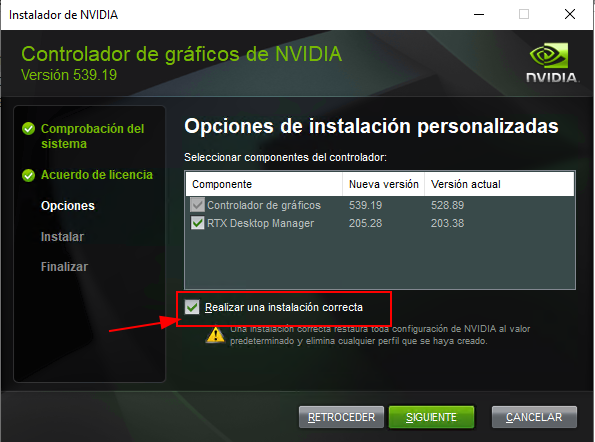 Instalador de NVIDIA
Controlador de gráficos de NVIDIA
Versión 539.19
NVIDIA.
Comprobación del
sistema
Acuerdo de licencia
Opciones
Instalar
Finalizar
Opciones de instalación personalizadas
Seleccionar componentes del controlador:
Componente Nueva versión Versión actual
Controlador de gráficos 539.19 528.89
RTX Desktop Manager 205.28 203.38
Realizar una instalación correcta
Una instalación correcta restaura toda configuración de NVIDIA al valor
predeterminado y elimina cualquier perfil que se haya creado.
RETROCEDER SIGUIENTE CANCELAR